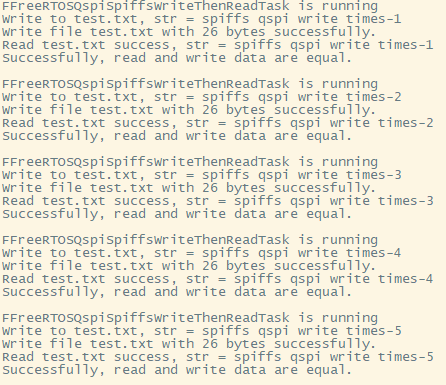 FFreeRTOSQspiSpiffsWriteThenReadTask is running
Write to test.txt, str = spiffs qspi write times-1
Write file test.txt with 26 bytes successfully.
Read test.txt success, str = spiffs qspi write times-1
Successfully, read and write data are equal.
FFreeRTOSQspiSpiffsWriteThenReadTask is running
Write to test.txt, str = spiffs qspi write times-2
Write file test.txt with 26 bytes successfully.
Read test.txt success, str = spiffs qspi write times-2
Successfully, read and write data are equal.
FFreeRTOSQspiSpiffsWriteThenReadTask is running
Write to test.txt, str = spiffs qspi write times-3
Write file test.txt with 26 bytes successfully.
Read test.txt success, str = spiffs qspi write times-3
Successfully, read and write data are equal.
FFreeRTOSQspiSpiffsWriteThenReadTask is running
Write to test.txt, str = spiffs qspi write times-4
Write file test.txt with 26 bytes successfully.
Read test.txt success, str = spiffs qspi write times-4
Successfully, read and write data are equal.
FFreeRTOSQspiSpiffsWriteThenReadTask is running
Write to test.txt, str = spiffs qspi write times-5
Write file test.txt with 26 bytes successfully.
Read test.txt success, str = spiffs qspi write times-5
Successfully, read and write data are equal.